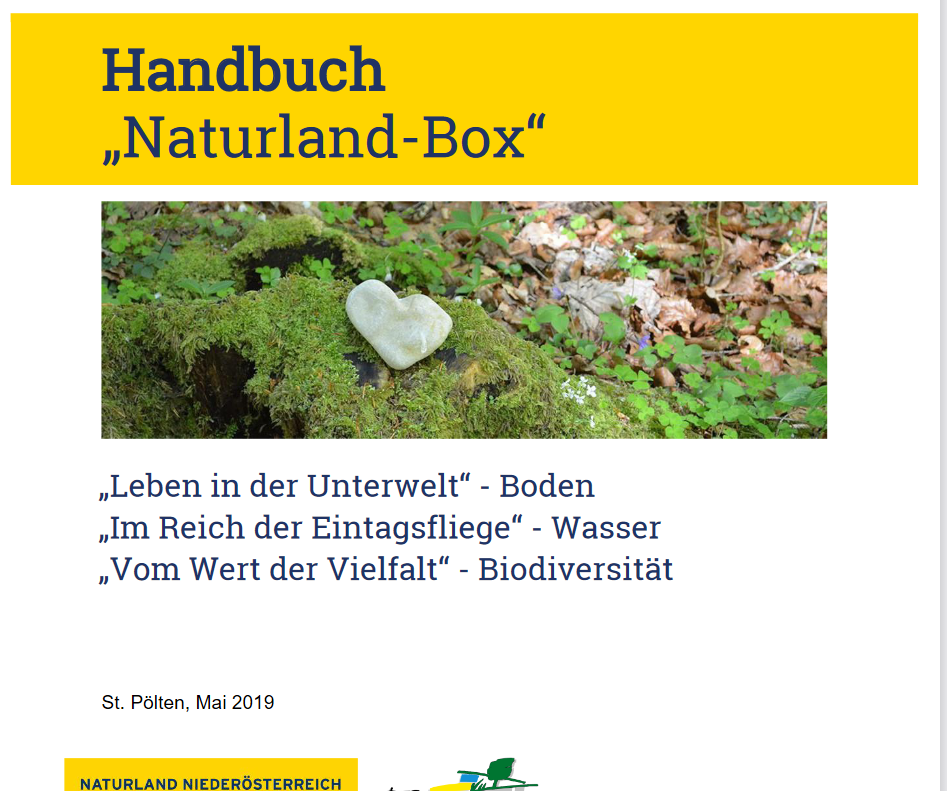 Handbuch
„Naturland-Box“
„Leben in der Unterwelt“ - Boden
„Im Reich der Eintagsfliege“ - Wasser
„Vom Wert der Vielfalt“ - Biodiversität
St. Pölten, Mai 2019
NATURLAND NIEDERÖSTERREICH